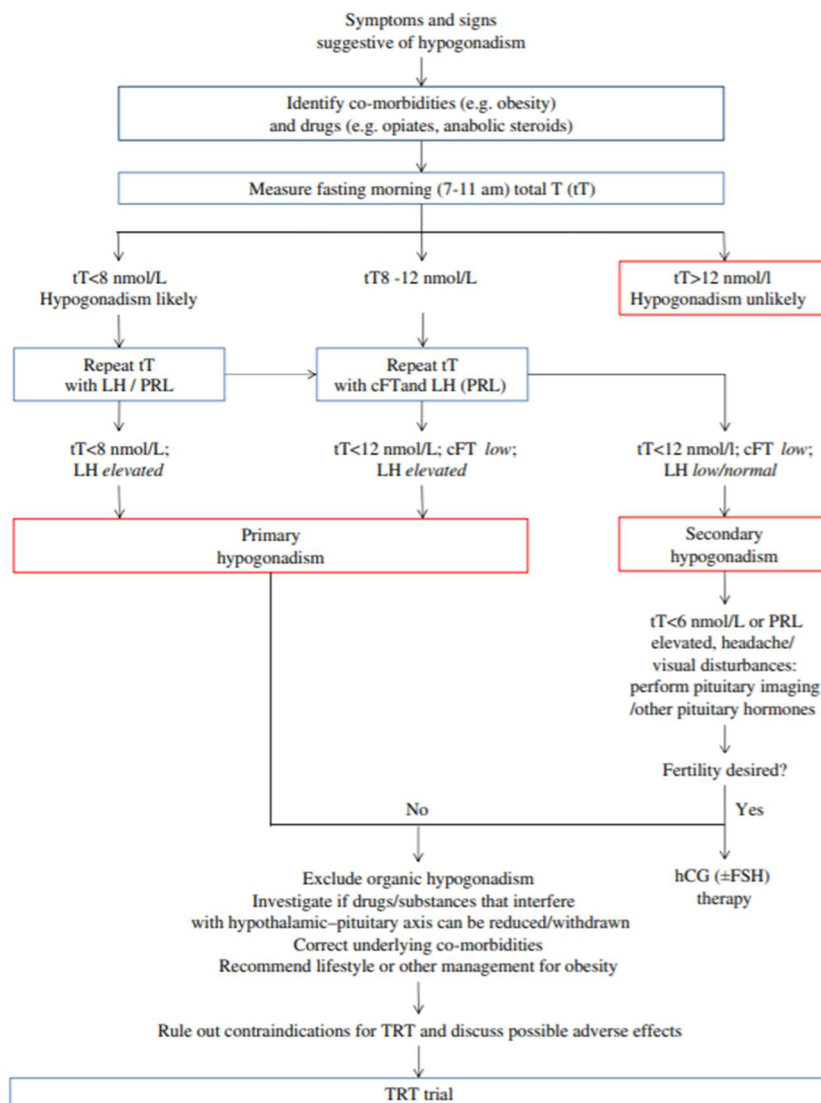 Symptoms and signs
suggestive of hypogonadism
Identify co-morbidities (e.g. obesity)
and drugs (e.g. opiates, anabolic steroids)
Measure fasting morning (7-11 am) total T (tT)
tT<8 nmol/L
Hypogonadism likely
tT8 -12 nmol/L
tT>12 nmol/l
Hypogonadism unlikely
Repeat tT
with LH / PRL
Repeat tT
with cFTand LH (PRL)
tT<8 nmol/L;
LH elevated
tT<12 nmol/L; cFT low;
LH elevated
tT<12 nmol/l; cFT low;
LH low/normal
Primary
hypogonadism
Secondary
hypogonadism
tT<6 nmol/L or PRL
elevated, headache/
visual disturbances:
perform pituitary imaging
/other pituitary hormones
Fertility desired?
No
Yes
Exclude organic hypogonadism
Investigate if drugs/substances that interfere
with hypothalamic–pituitary axis can be reduced/withdrawn
Correct underlying co-morbidities
Recommend lifestyle or other management for obesity
hCG (±FSH)
therapy
Rule out contraindications for TRT and discuss possible adverse effects
TRT trial